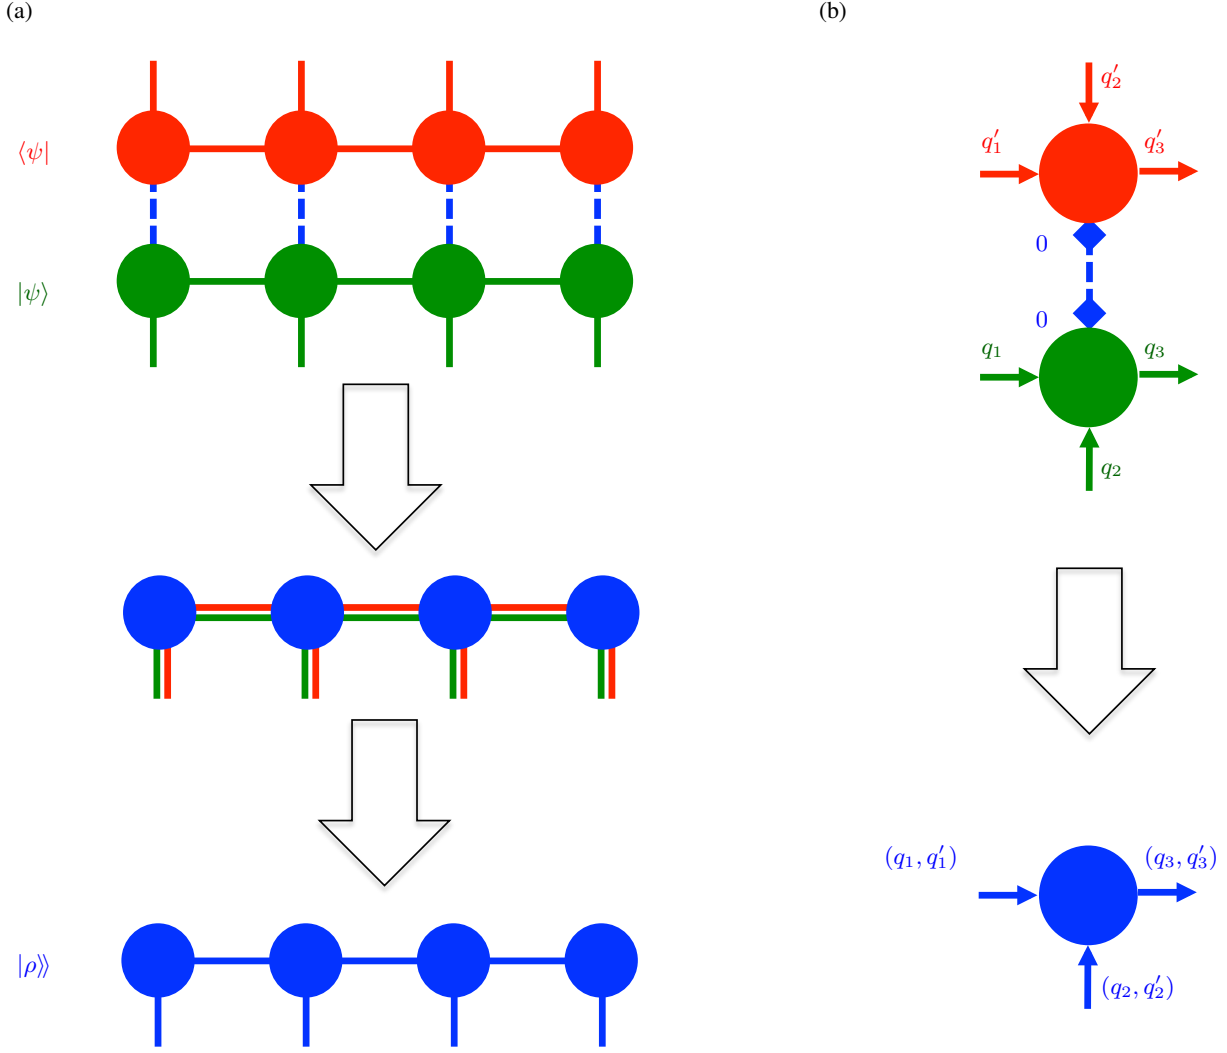 (a)
⟨ψ|
|ψ⟩
|ρ⟩⟩
(b)
q′₂
q′₁
q′₃
0
0
q₁
q₃
q₂
(q₁, q′₁)
(q₃, q′₃)
(q₂, q′₂)